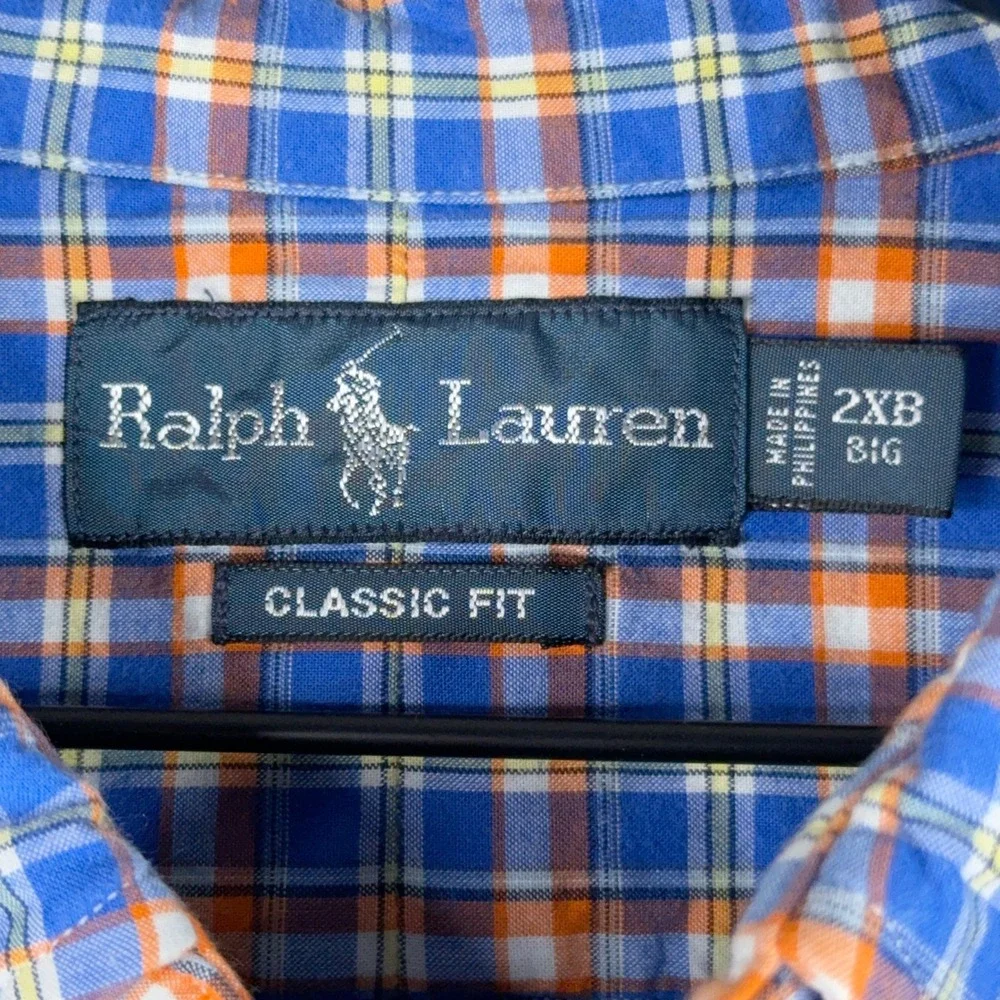 Ralph Lauren
MADE IN
PHILIPPINES
2XB
BIG
CLASSIC FIT